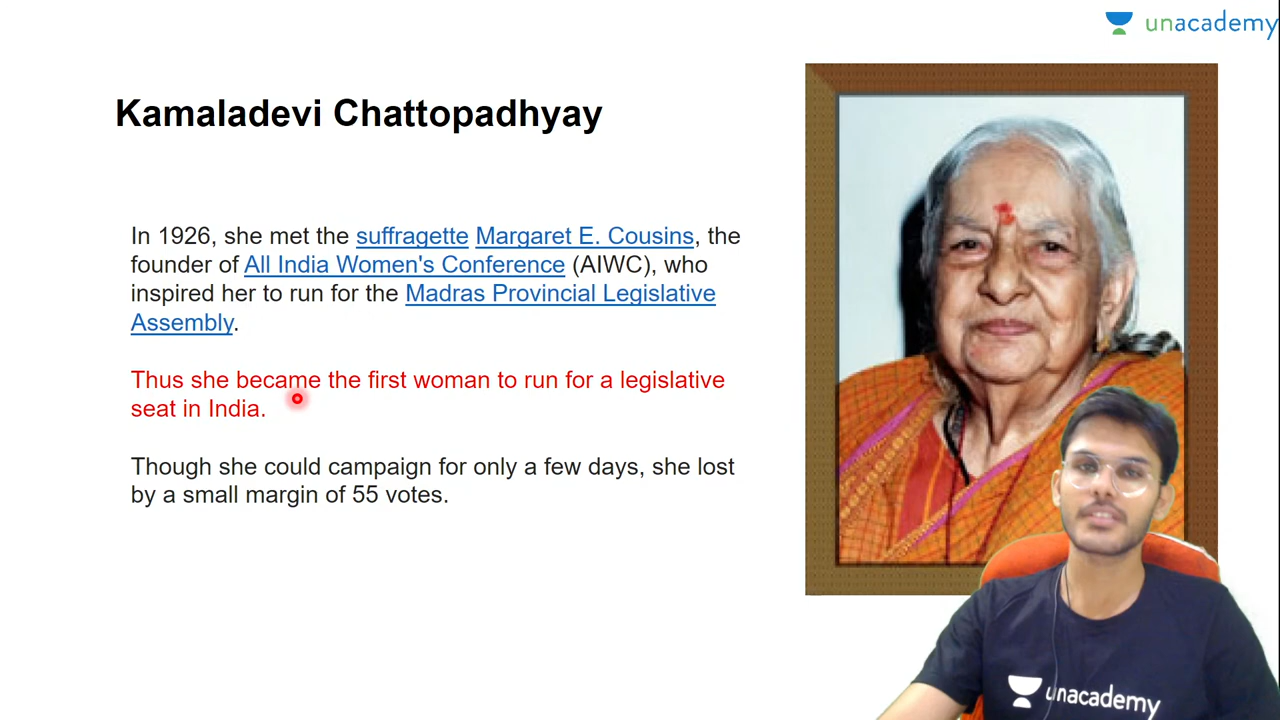 unacademy
Kamaladevi Chattopadhyay
In 1926, she met the suffragette Margaret E. Cousins, the
founder of All India Women's Conference (AIWC), who
inspired her to run for the Madras Provincial Legislative
Assembly.
Thus she became the first woman to run for a legislative
seat in India.
Though she could campaign for only a few days, she lost
by a small margin of 55 votes.
unacademy